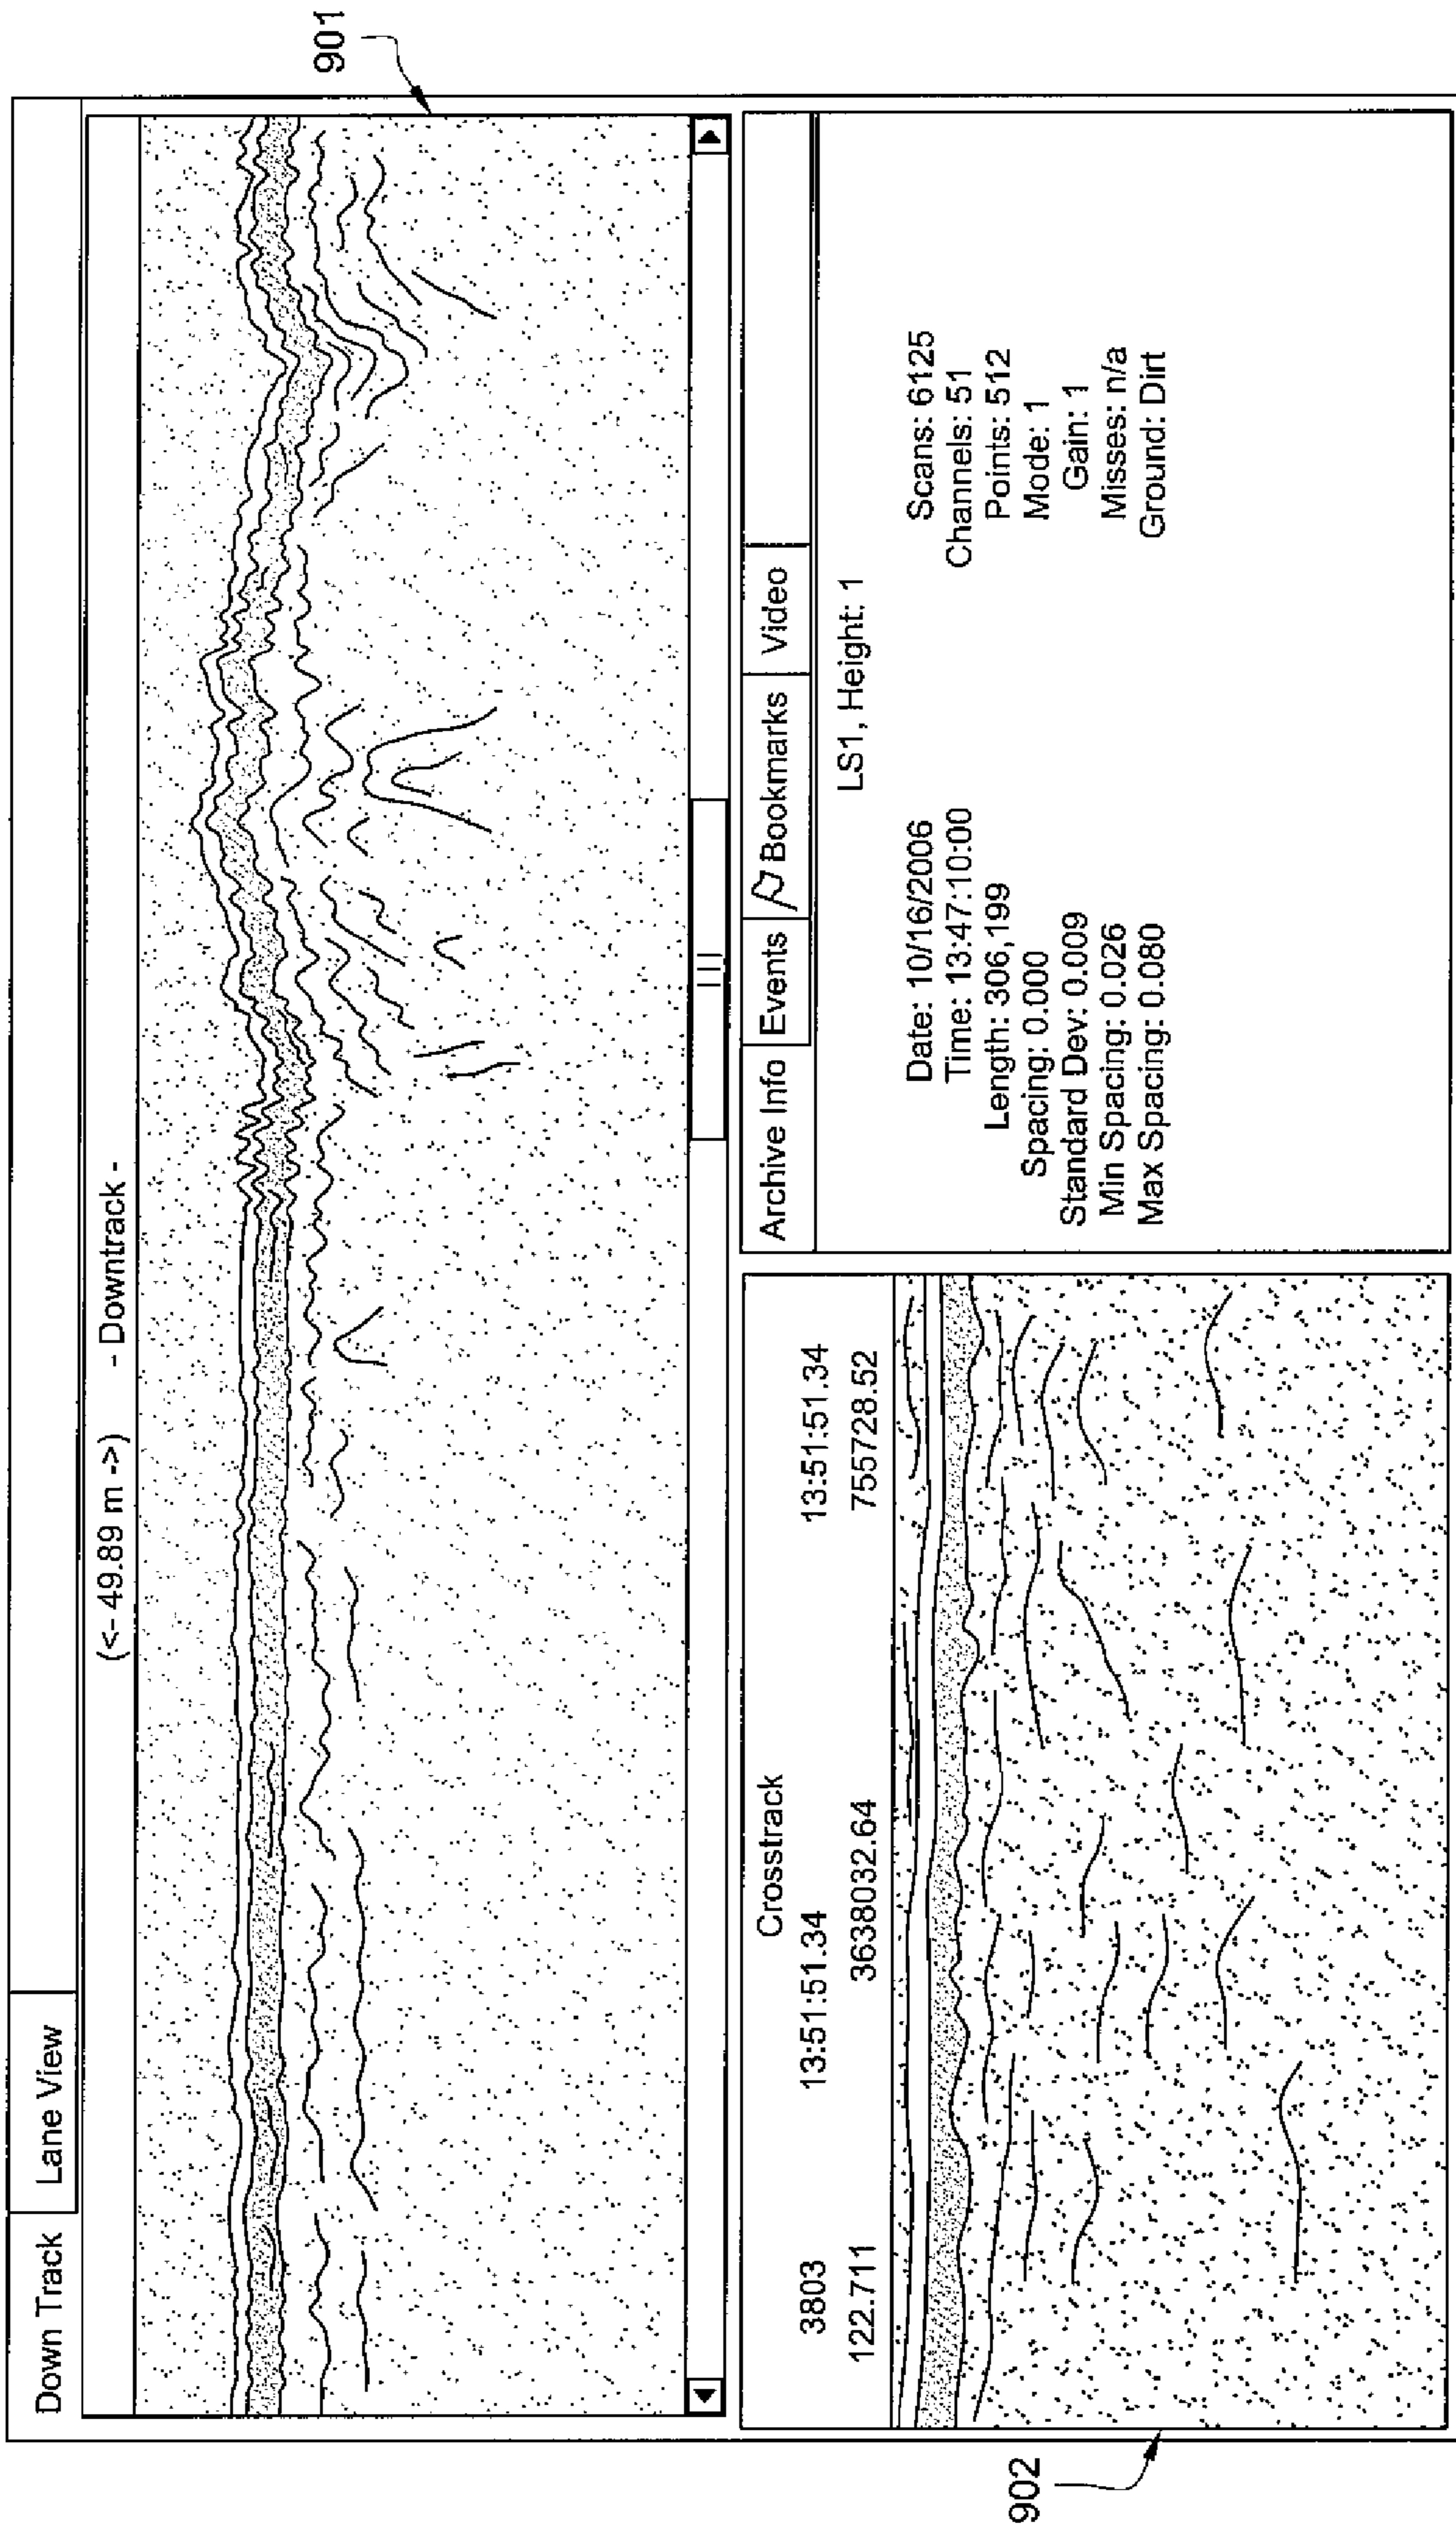 Down Track Lane View
(<- 49.89 m ->) - Downtrack -
901
Crosstrack
3803 13:51:51.34 13:51:51.34
122.711 3638032.64 755728.52
902
Archive Info Events Bookmarks Video
LS1, Height: 1
Date: 10/16/2006 Scans: 6125
Time: 13:47:10:00 Channels: 51
Length: 306,199 Points: 512
Spacing: 0.000 Mode: 1
Standard Dev: 0.009 Gain: 1
Min Spacing: 0.026 Misses: n/a
Max Spacing: 0.080 Ground: Dirt